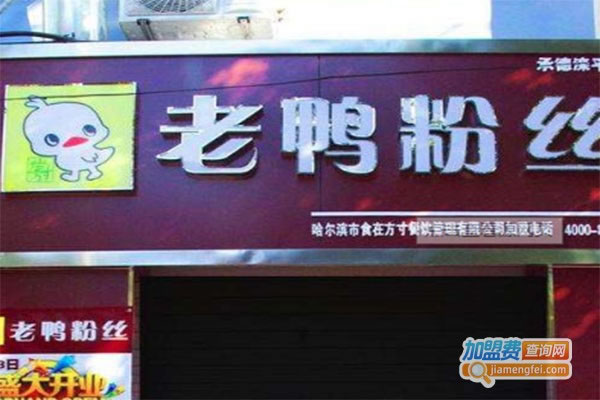 承德滦平
老鸭粉丝
哈尔滨市食在方寸餐饮管理有限公司加盟电话 4000-
老鸭粉丝
8日
盛大开业
加盟费查询网
jiamengfei.com